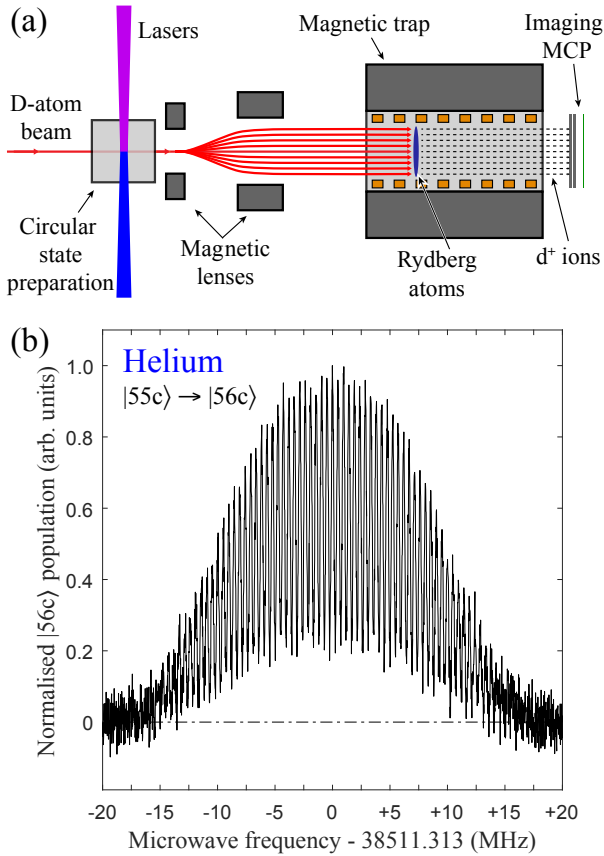 (a)
Lasers
D-atom
beam
Circular
state
preparation
Magnetic
lenses
Magnetic trap
Imaging
MCP
Rydberg
atoms
d⁺ ions
(b)
Helium
|55c⟩ → |56c⟩
Normalised |56c⟩ population (arb. units)
1.0
0.8
0.6
0.4
0.2
0
-20 -15 -10 -5 0 +5 +10 +15 +20
Microwave frequency - 38511.313 (MHz)